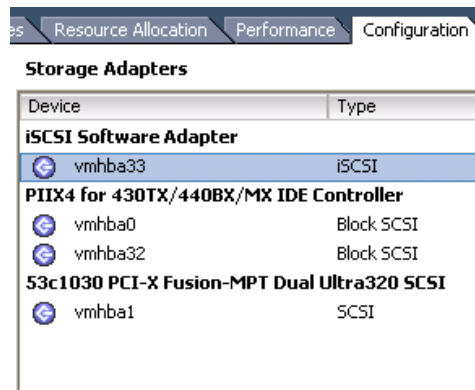 es Resource Allocation Performance Configuration
Storage Adapters
Device Type
iSCSI Software Adapter
vmhba33 iSCSI
PIIX4 for 430TX/440BX/MX IDE Controller
vmhba0 Block SCSI
vmhba32 Block SCSI
53c1030 PCI-X Fusion-MPT Dual Ultra320 SCSI
vmhba1 SCSI